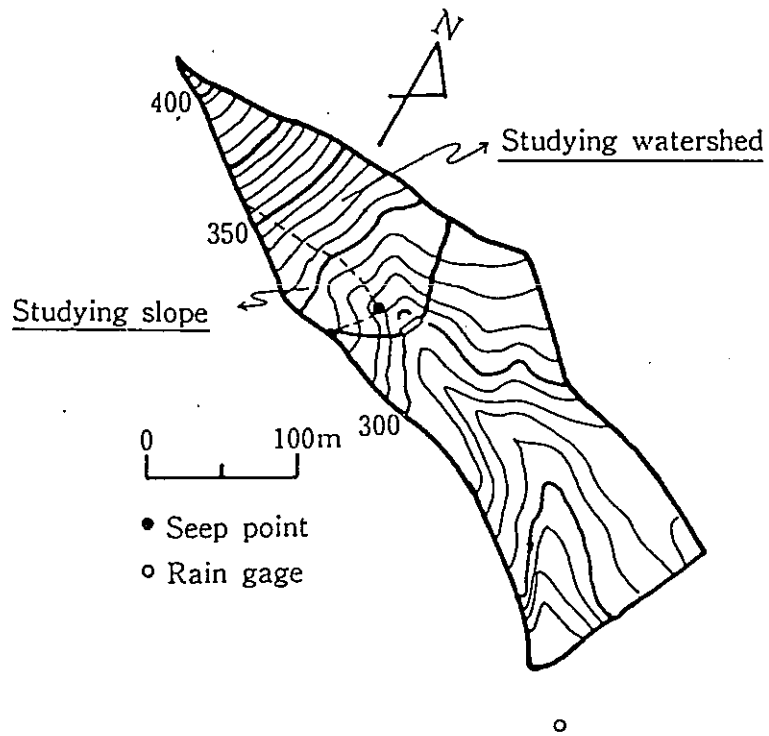 N
400
Studying watershed
350
Studying slope
300
0 100m
Seep point
Rain gage